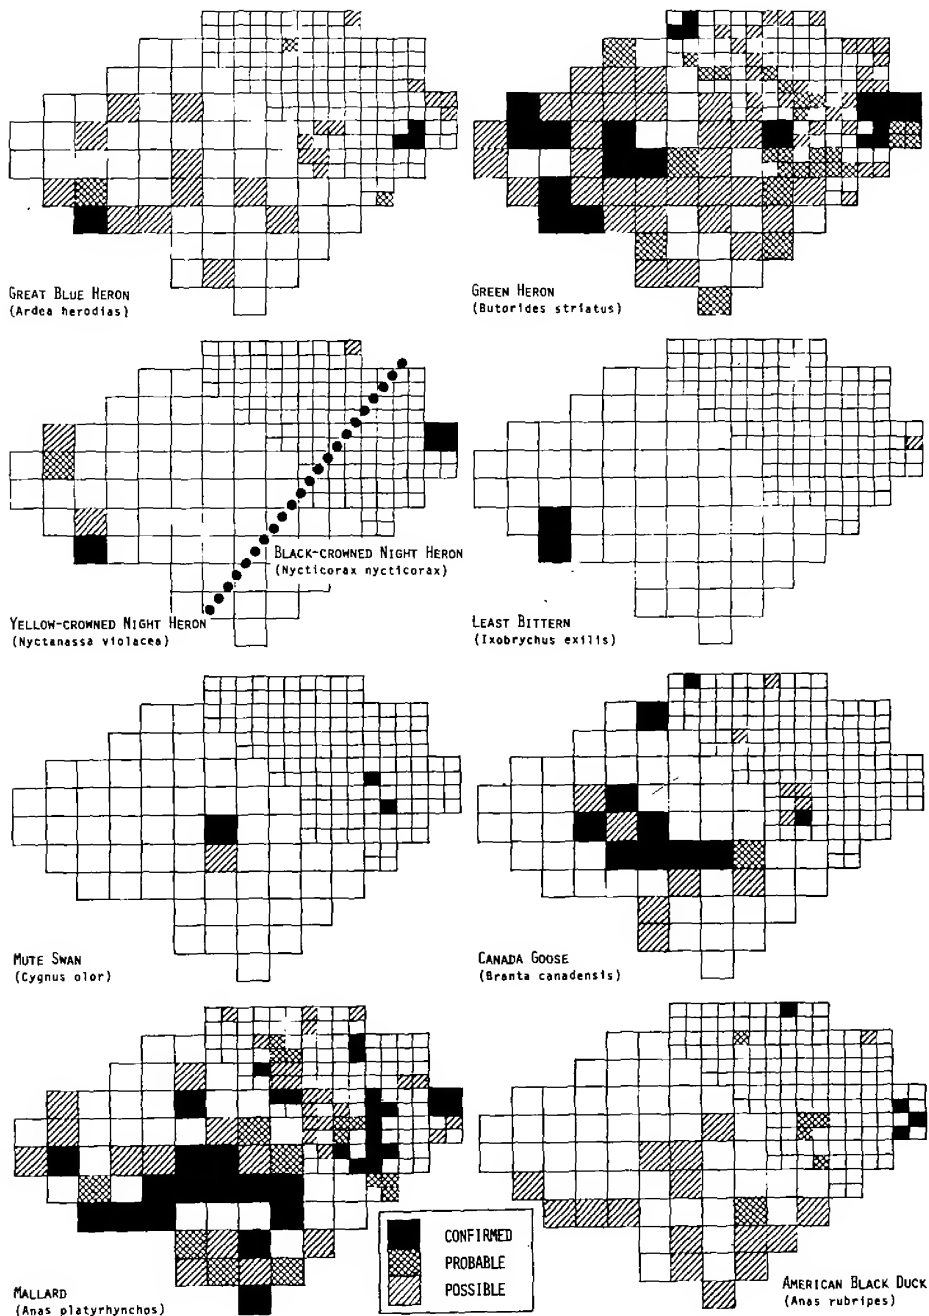 GREAT BLUE HERON
(Ardea herodias)
GREEN HERON
(Butorides striatus)
BLACK-CROWNED NIGHT HERON
(Nycticorax nycticorax)
YELLOW-CROWNED NIGHT HERON
(Nyctanassa violacea)
LEAST BITTERN
(Ixobrychus exilis)
MUTE SWAN
(Cygnus olor)
CANADA GOOSE
(Branta canadensis)
CONFIRMED
PROBABLE
POSSIBLE
MALLARD
(Anas platyrhynchos)
AMERICAN BLACK DUCK
(Anas rubripes)